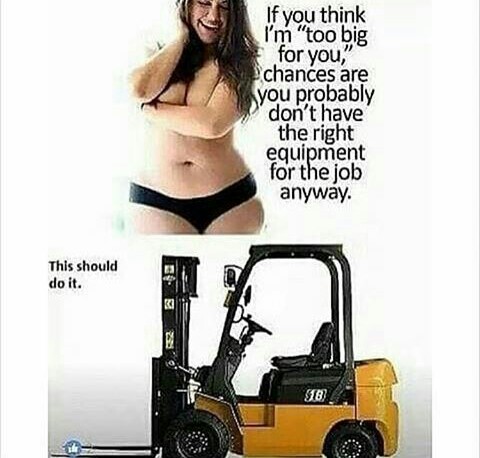 If you think
I'm "too big
for you,"
chances are
you probably
don't have
the right
equipment
for the job
anyway.
This should
do it.
18